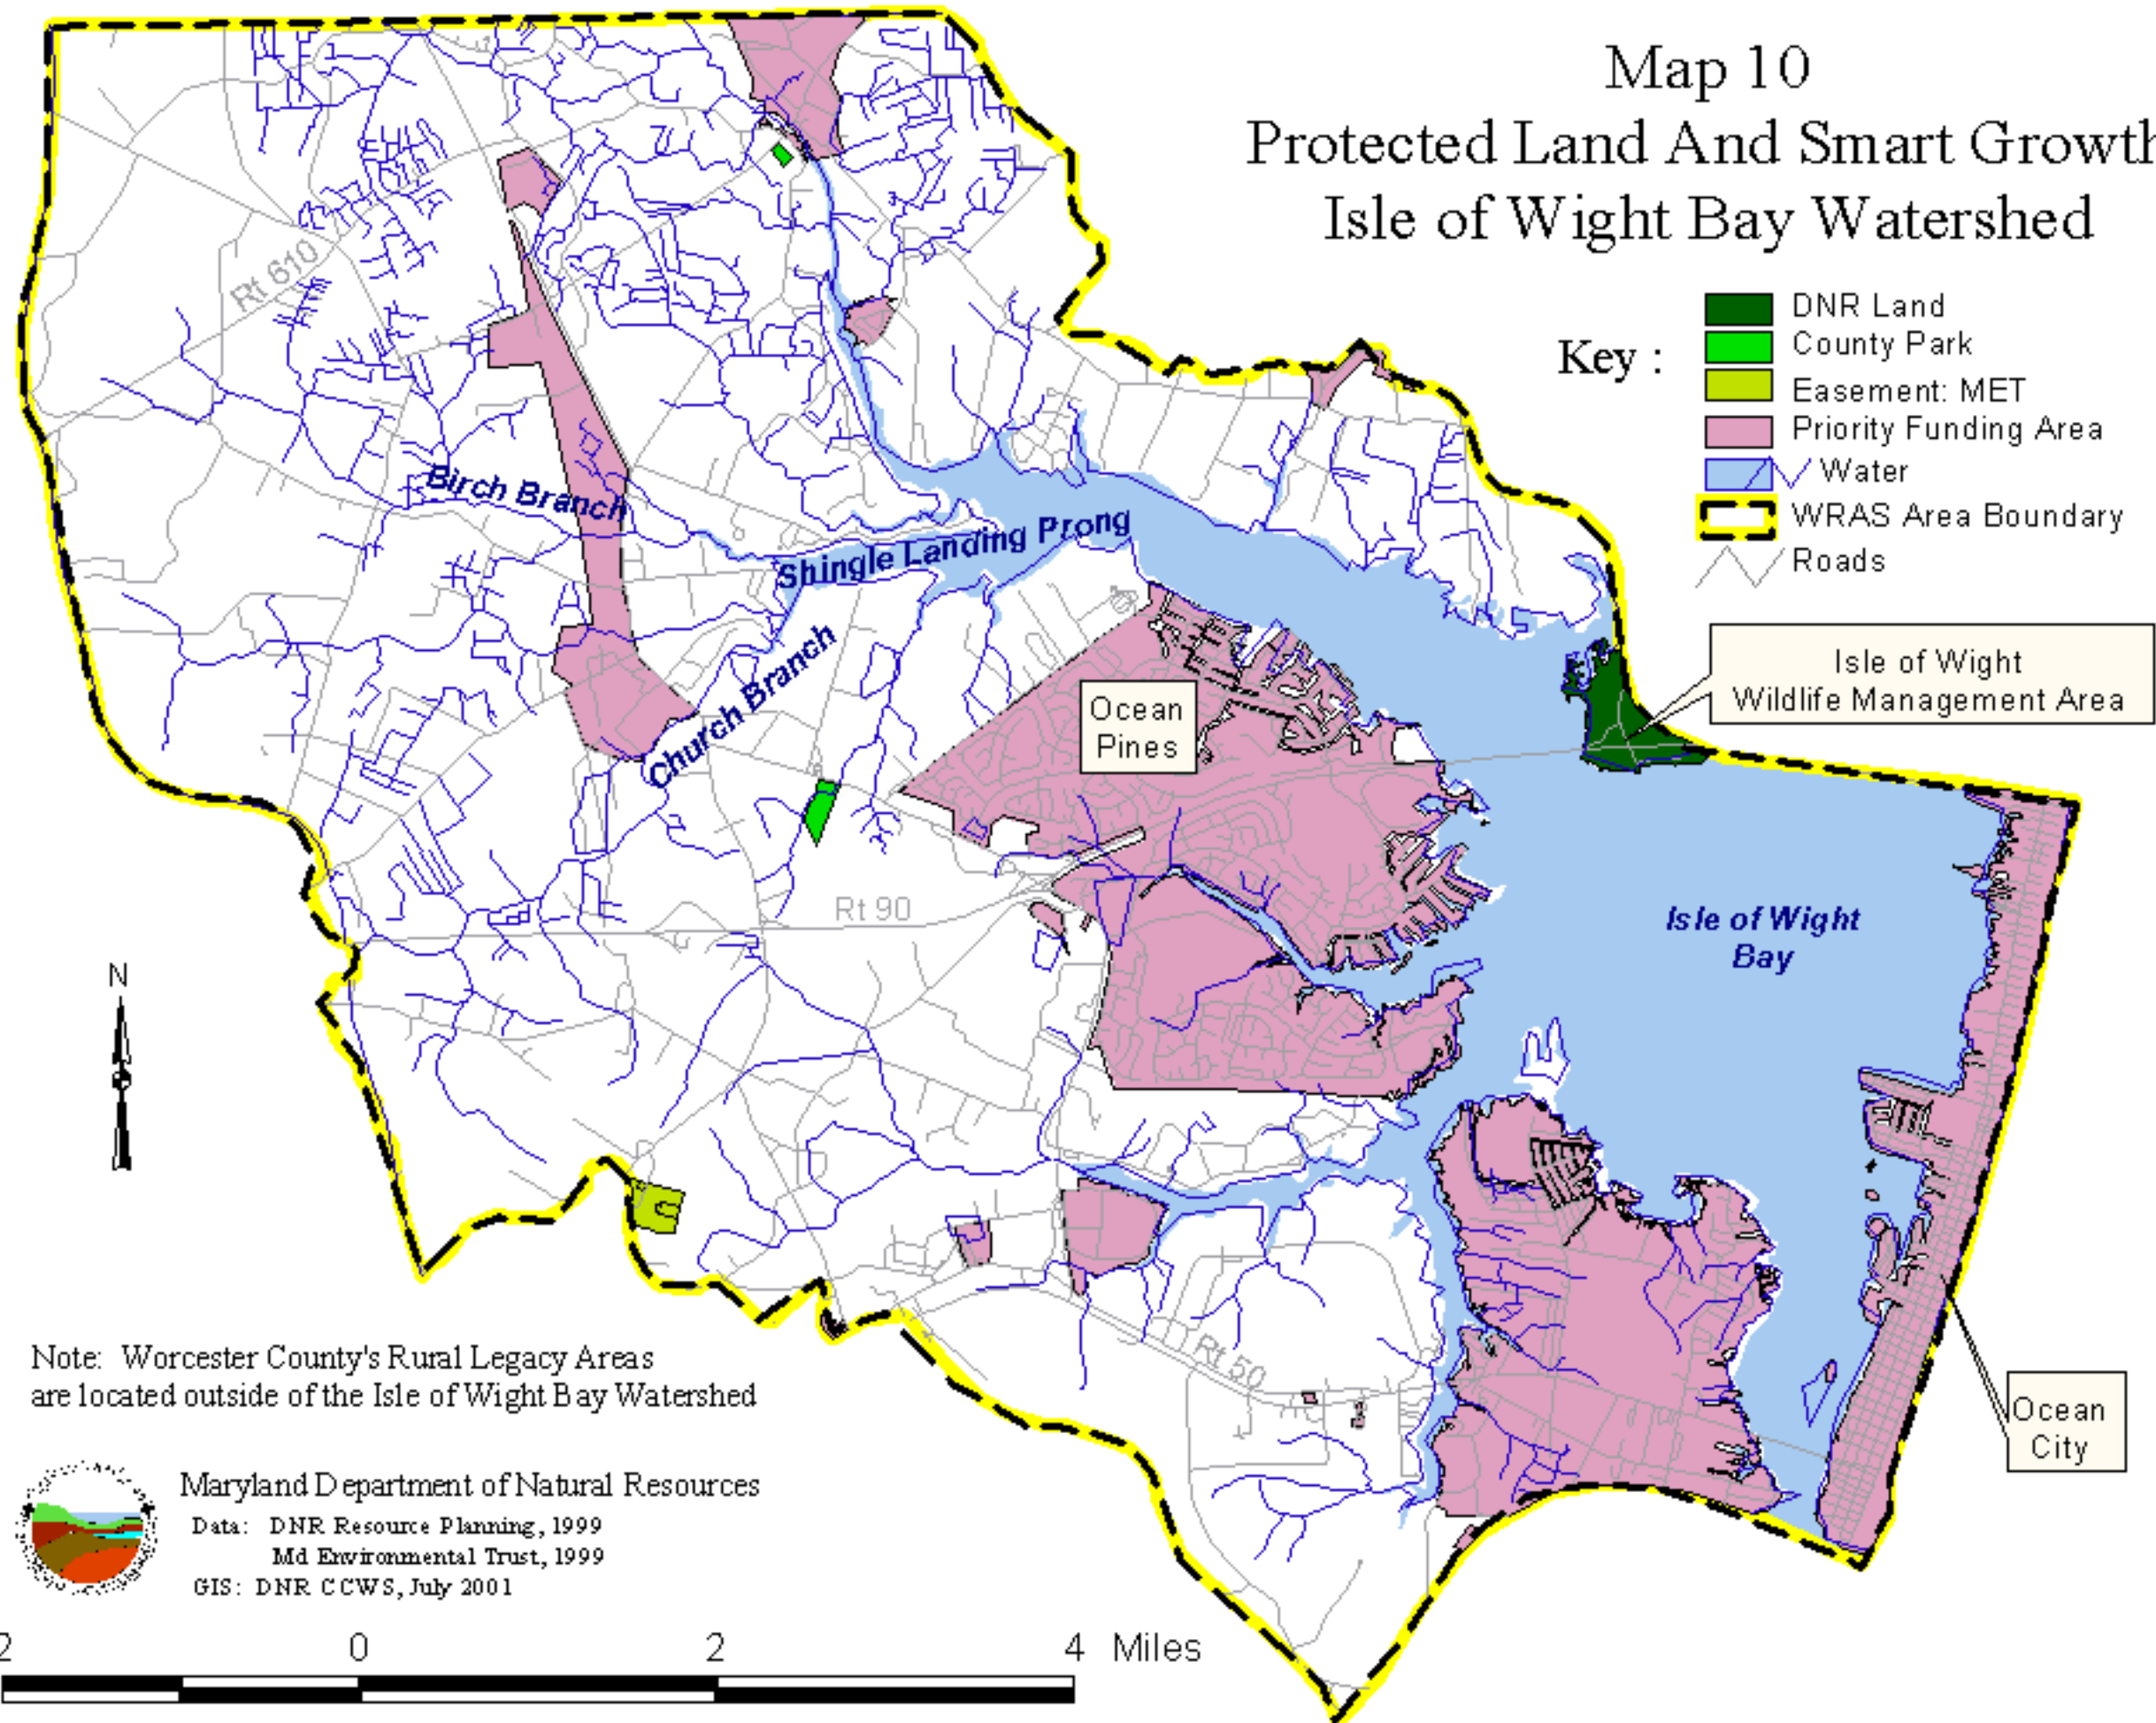 Map 10
Protected Land And Smart Growth
Isle of Wight Bay Watershed
Key :
DNR Land
County Park
Easement: MET
Priority Funding Area
Water
WRAS Area Boundary
Roads
Isle of Wight
Wildlife Management Area
Rt 610
Birch Branch
Shingle Landing Prong
Church Branch
Ocean
Pines
Rt 90
Isle of Wight
Bay
N
Rt 50
Ocean
City
Note: Worcester County's Rural Legacy Areas
are located outside of the Isle of Wight Bay Watershed
Maryland Department of Natural Resources
Data: DNR Resource Planning, 1999
Md Environmental Trust, 1999
GIS: DNR CCWS, July 2001
2 0 2 4 Miles